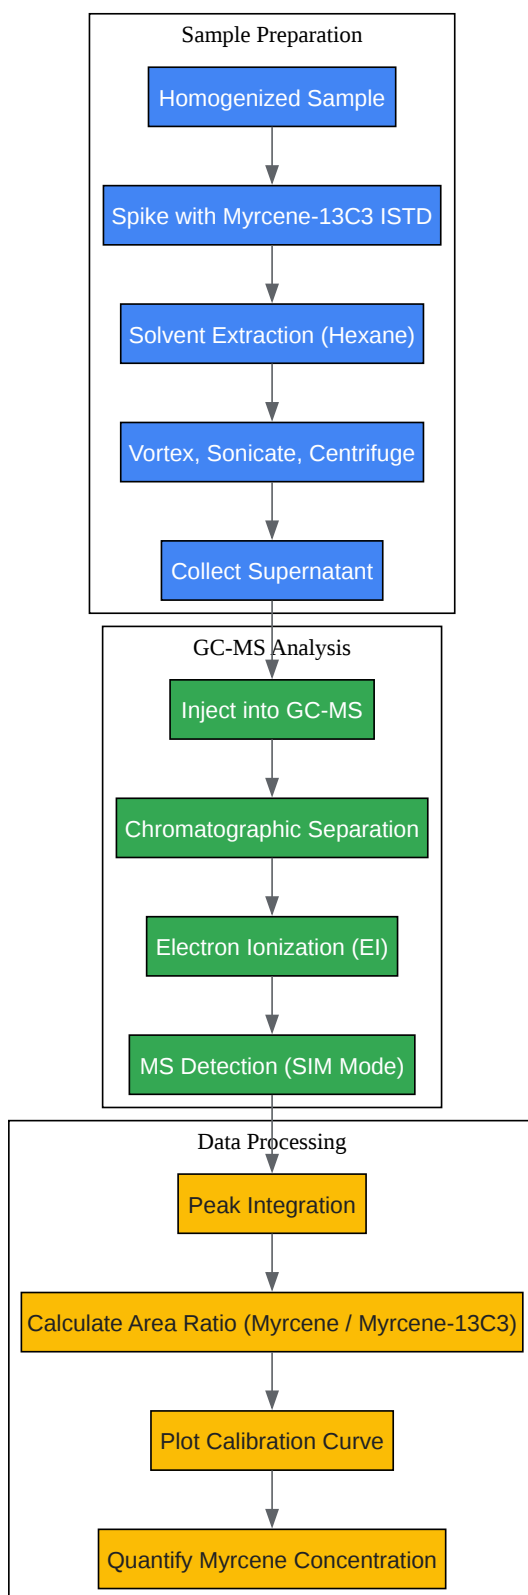 Sample Preparation
Homogenized Sample
Spike with Myrcene-13C3 ISTD
Solvent Extraction (Hexane)
Vortex, Sonicate, Centrifuge
Collect Supernatant
GC-MS Analysis
Inject into GC-MS
Chromatographic Separation
Electron Ionization (EI)
MS Detection (SIM Mode)
Data Processing
Peak Integration
Calculate Area Ratio (Myrcene / Myrcene-13C3)
Plot Calibration Curve
Quantify Myrcene Concentration